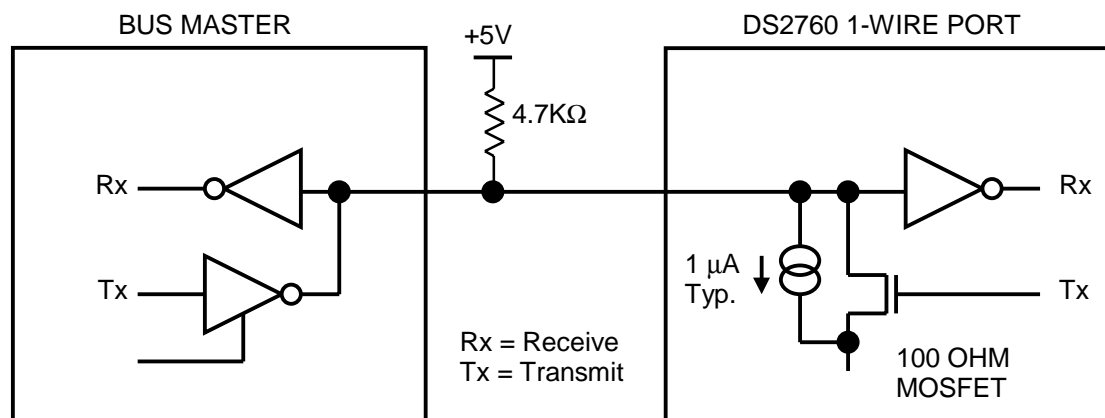 BUS MASTER
DS2760 1-WIRE PORT
+5V
4.7KΩ
Rx
Rx
Tx
1 μA
Typ.
Tx
Rx = Receive
Tx = Transmit
100 OHM
MOSFET